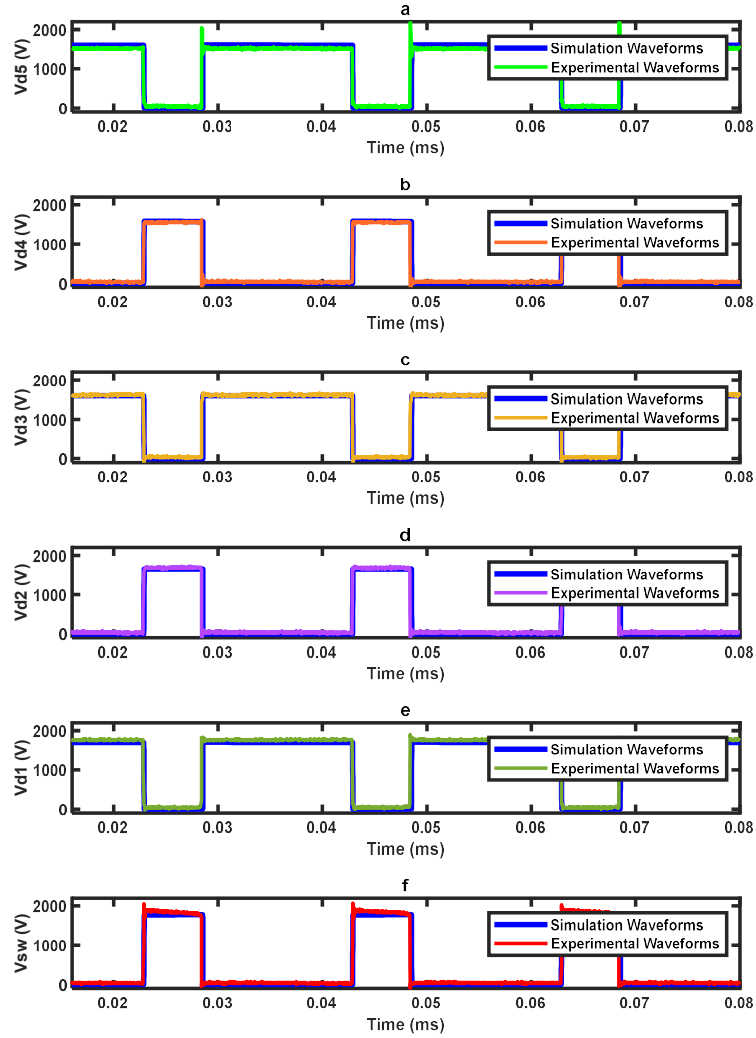 a
2000
1000
0
Vd5 (V)
Simulation Waveforms
Experimental Waveforms
0.02 0.03 0.04 0.05 0.06 0.07 0.08
Time (ms)
b
2000
1000
0
Vd4 (V)
Simulation Waveforms
Experimental Waveforms
0.02 0.03 0.04 0.05 0.06 0.07 0.08
Time (ms)
c
2000
1000
0
Vd3 (V)
Simulation Waveforms
Experimental Waveforms
0.02 0.03 0.04 0.05 0.06 0.07 0.08
Time (ms)
d
2000
1000
0
Vd2 (V)
Simulation Waveforms
Experimental Waveforms
0.02 0.03 0.04 0.05 0.06 0.07 0.08
Time (ms)
e
2000
1000
0
Vd1 (V)
Simulation Waveforms
Experimental Waveforms
0.02 0.03 0.04 0.05 0.06 0.07 0.08
Time (ms)
f
2000
1000
0
Vsw (V)
Simulation Waveforms
Experimental Waveforms
0.02 0.03 0.04 0.05 0.06 0.07 0.08
Time (ms)